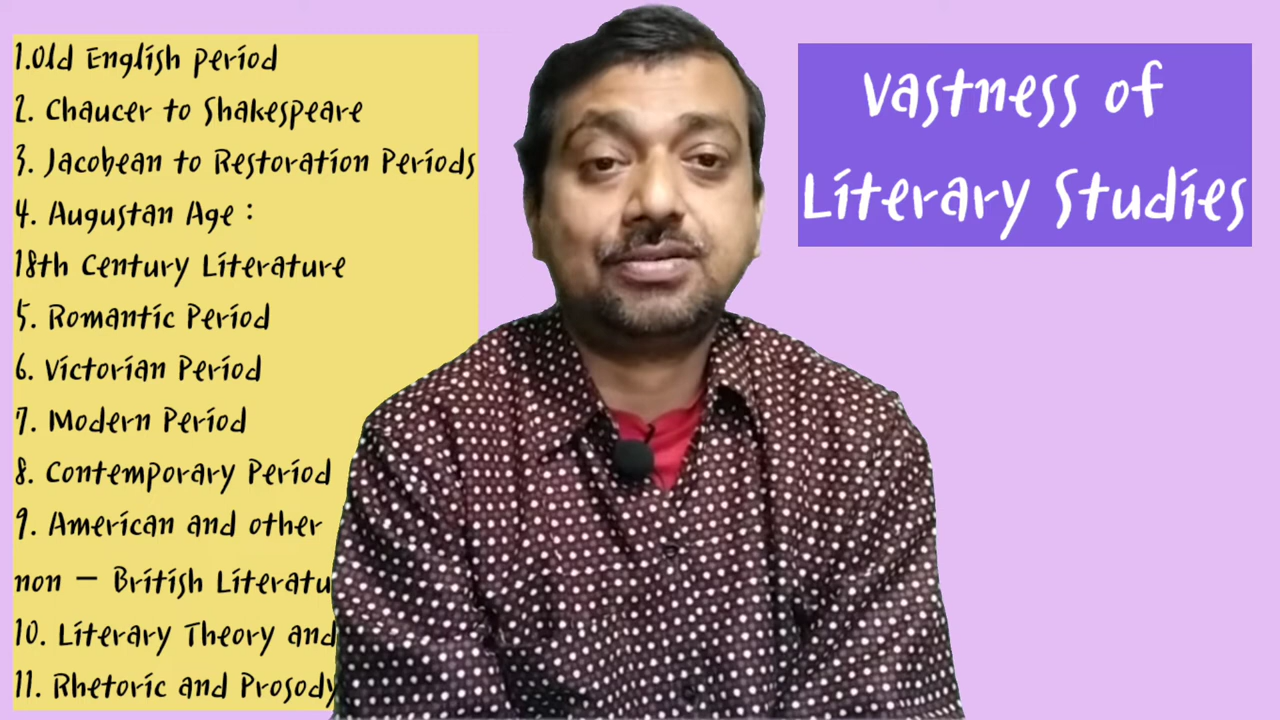 1.Old English period
2. Chaucer to Shakespeare
3. Jacobean to Restoration Periods
4. Augustan Age :
18th Century Literature
5. Romantic Period
6. Victorian Period
7. Modern Period
8. Contemporary Period
9. American and other
non – British Literatu
10. Literary Theory and
11. Rhetoric and Prosody
Vastness of
Literary Studies